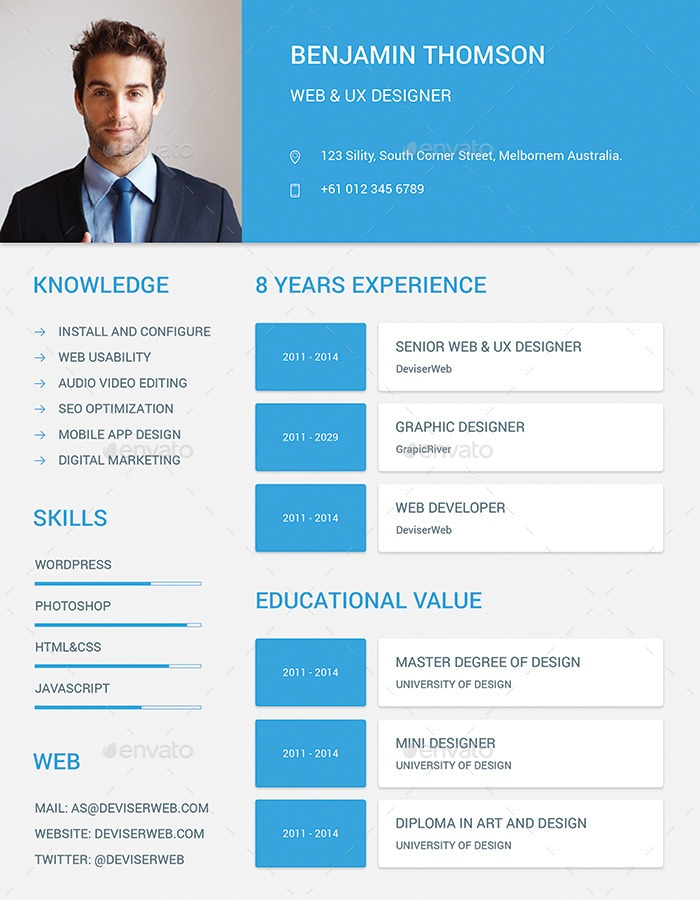 BENJAMIN THOMSON
WEB & UX DESIGNER
123 Sility, South Corner Street, Melbornem Australia.
+61 012 345 6789
KNOWLEDGE
INSTALL AND CONFIGURE
WEB USABILITY
AUDIO VIDEO EDITING
SEO OPTIMIZATION
MOBILE APP DESIGN
DIGITAL MARKETING
SKILLS
WORDPRESS
PHOTOSHOP
HTML&CSS
JAVASCRIPT
WEB
MAIL: AS@DEVISERWEB.COM
WEBSITE: DEVISERWEB.COM
TWITTER: @DEVISERWEB
8 YEARS EXPERIENCE
2011 - 2014
SENIOR WEB & UX DESIGNER
DeviserWeb
2011 - 2029
GRAPHIC DESIGNER
GrapicRiver
2011 - 2014
WEB DEVELOPER
DeviserWeb
EDUCATIONAL VALUE
2011 - 2014
MASTER DEGREE OF DESIGN
UNIVERSITY OF DESIGN
2011 - 2014
MINI DESIGNER
UNIVERSITY OF DESIGN
2011 - 2014
DIPLOMA IN ART AND DESIGN
UNIVERSITY OF DESIGN
envato
envato
envato
envato
envato
envato